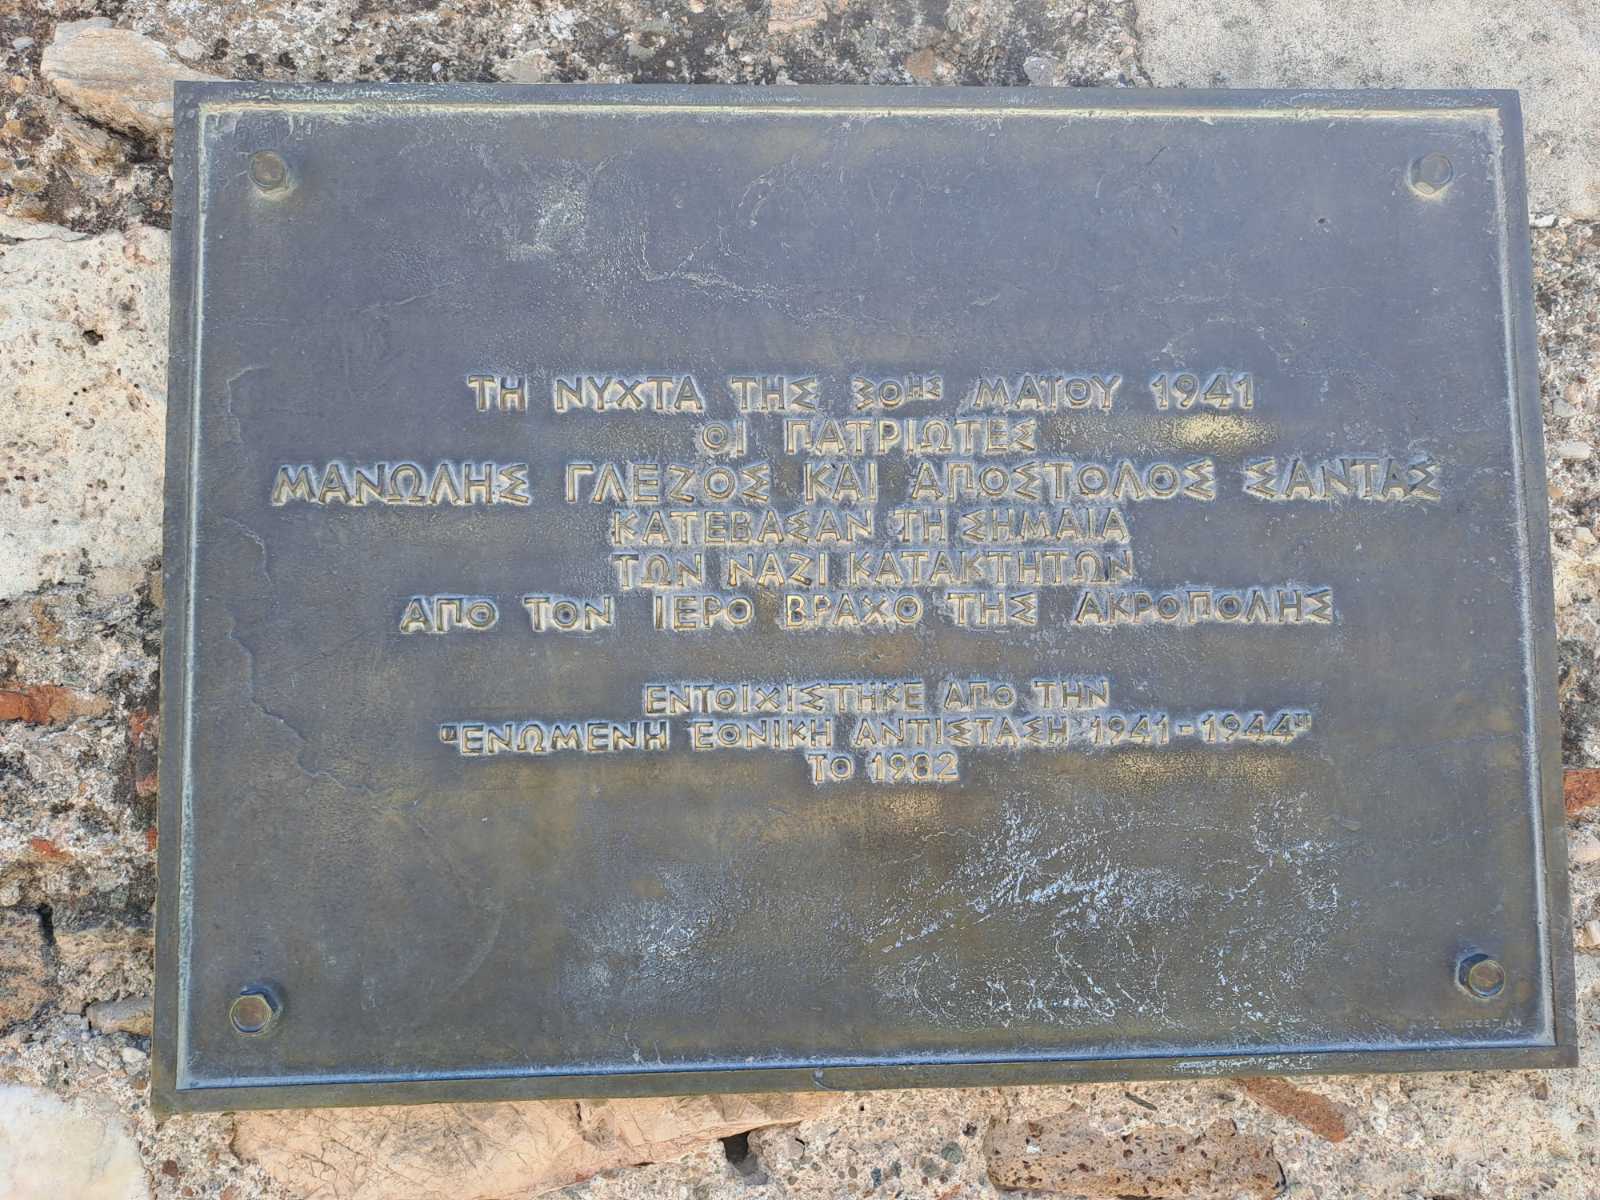 ΤΗ ΝΥΧΤΑ ΤΗΣ 30ΗΣ ΜΑΪΟΥ 1941
ΟΙ ΠΑΤΡΙΩΤΕΣ
ΜΑΝΩΛΗΣ ΓΛΕΖΟΣ ΚΑΙ ΑΠΟΣΤΟΛΟΣ ΣΑΝΤΑΣ
ΚΑΤΕΒΑΣΑΝ ΤΗ ΣΗΜΑΙΑ
ΤΩΝ ΝΑΖΙ ΚΑΤΑΚΤΗΤΩΝ
ΑΠΟ ΤΟΝ ΙΕΡΟ ΒΡΑΧΟ ΤΗΣ ΑΚΡΟΠΟΛΗΣ
ΕΝΤΟΙΧΙΣΤΗΚΕ ΑΠΟ ΤΗΝ
"ΕΝΩΜΕΝΗ ΕΘΝΙΚΗ ΑΝΤΙΣΤΑΣΗ 1941-1944"
ΤΟ 1982